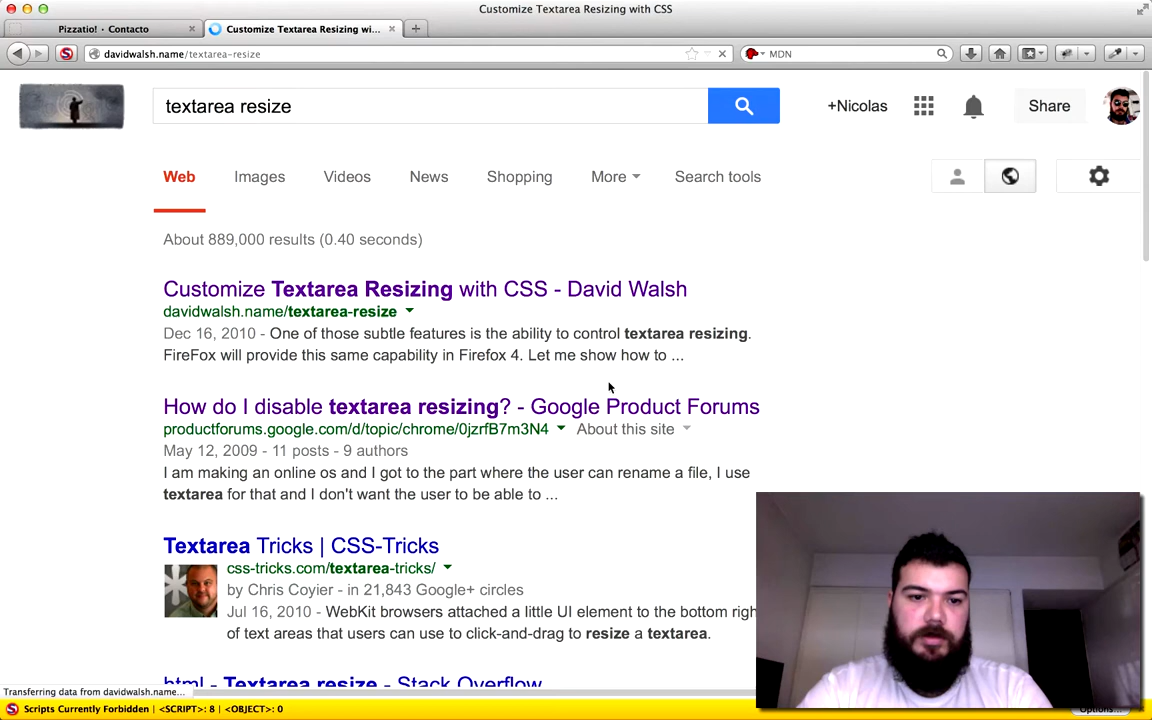 Customize Textarea Resizing with CSS
Pizzatio! · Contacto
Customize Textarea Resizing wi...
davidwalsh.name/textarea-resize
MDN
textarea resize
+Nicolas
Share
Web
Images
Videos
News
Shopping
More
Search tools
About 889,000 results (0.40 seconds)
Customize Textarea Resizing with CSS - David Walsh
davidwalsh.name/textarea-resize
Dec 16, 2010 - One of those subtle features is the ability to control textarea resizing.
FireFox will provide this same capability in Firefox 4. Let me show how to ...
How do I disable textarea resizing? - Google Product Forums
productforums.google.com/d/topic/chrome/0jzrfB7m3N4 About this site
May 12, 2009 - 11 posts - 9 authors
I am making an online os and I got to the part where the user can rename a file, I use
textarea for that and I don't want the user to be able to ...
Textarea Tricks | CSS-Tricks
css-tricks.com/textarea-tricks/
by Chris Coyier - in 21,843 Google+ circles
Jul 16, 2010 - WebKit browsers attached a little UI element to the bottom righ
of text areas that users can use to click-and-drag to resize a textarea.
html - Textarea resize - Stack Overflow
Transferring data from davidwalsh.name...
Scripts Currently Forbidden | <SCRIPT>: 8 | <OBJECT>: 0